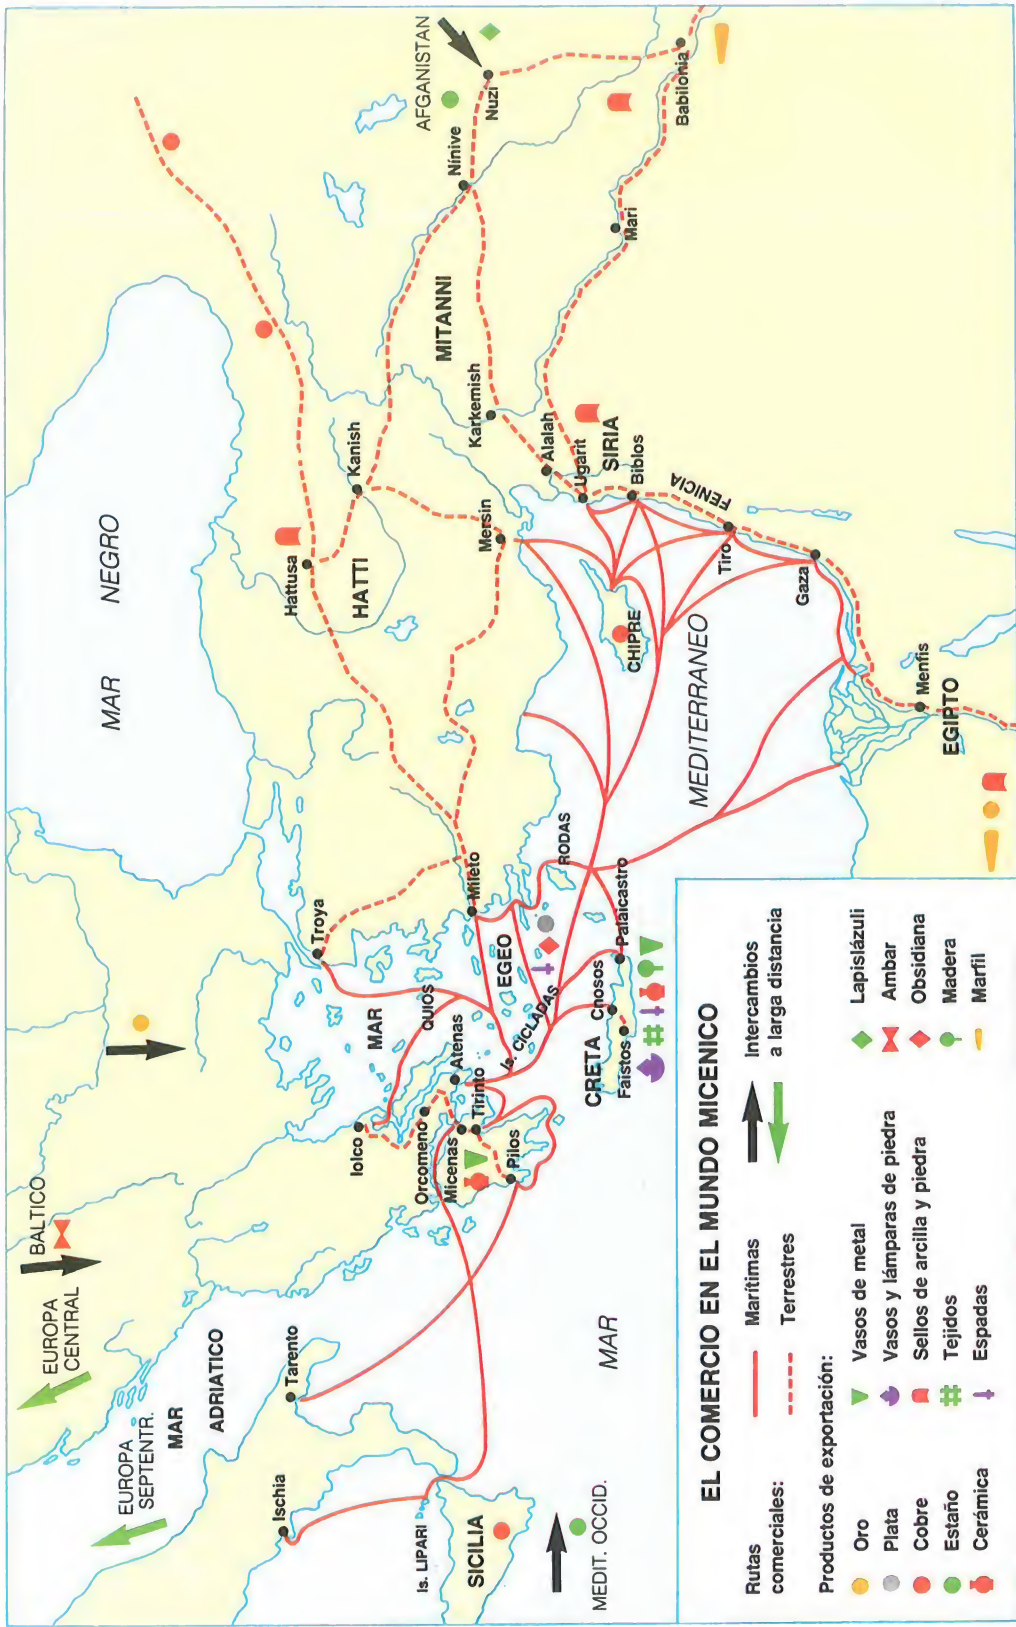 MAR NEGRO
MAR ADRIATICO
EUROPA
SEPTENTR.
EUROPA
CENTRAL
BALTICO
AFGANISTAN
Ischia
Tarento
Is. LIPARI
SICILIA
MEDIT. OCCID.
Iolco
Orcomeno
Micenas
Tirinto
Pilos
Atenas
MAR
EGEO
QUIOS
Is. CICLADAS
Troya
Mileto
RODAS
CRETA
Cnosos
Faistos
Palaicastro
Hattusa
HATTI
Kanish
Mersin
MITANNI
Karkemish
Alalah
Ugarit
SIRIA
Biblos
FENICIA
Tiro
Gaza
CHIPRE
MAR
MEDITERRANEO
Menfis
EGIPTO
Nínive
Nuzi
Mari
Babilonia
EL COMERCIO EN EL MUNDO MICENICO
Rutas
comerciales:
Marítimas
Terrestres
Intercambios
a larga distancia
Productos de exportación:
Oro
Plata
Cobre
Estaño
Cerámica
Vasos de metal
Vasos y lámparas de piedra
Sellos de arcilla y piedra
Tejidos
Espadas
Lapislázuli
Ambar
Obsidiana
Madera
Marfil